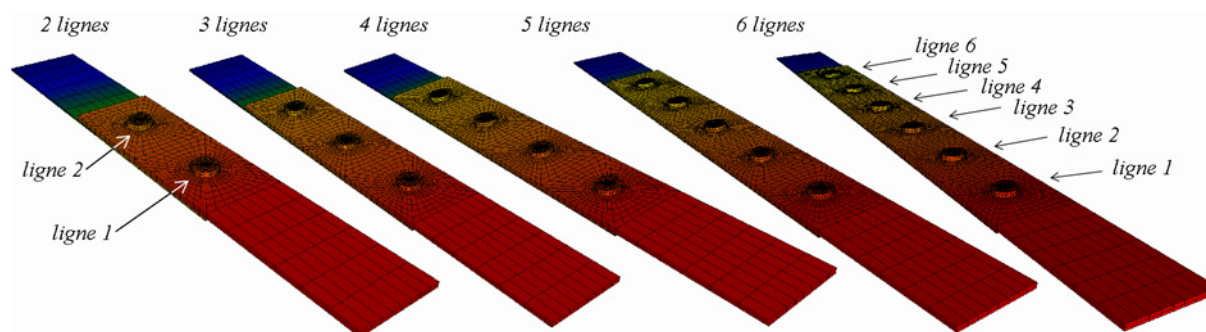 2 lignes
3 lignes
4 lignes
5 lignes
6 lignes
ligne 6
ligne 5
ligne 4
ligne 3
ligne 2
ligne 1
ligne 2
ligne 1